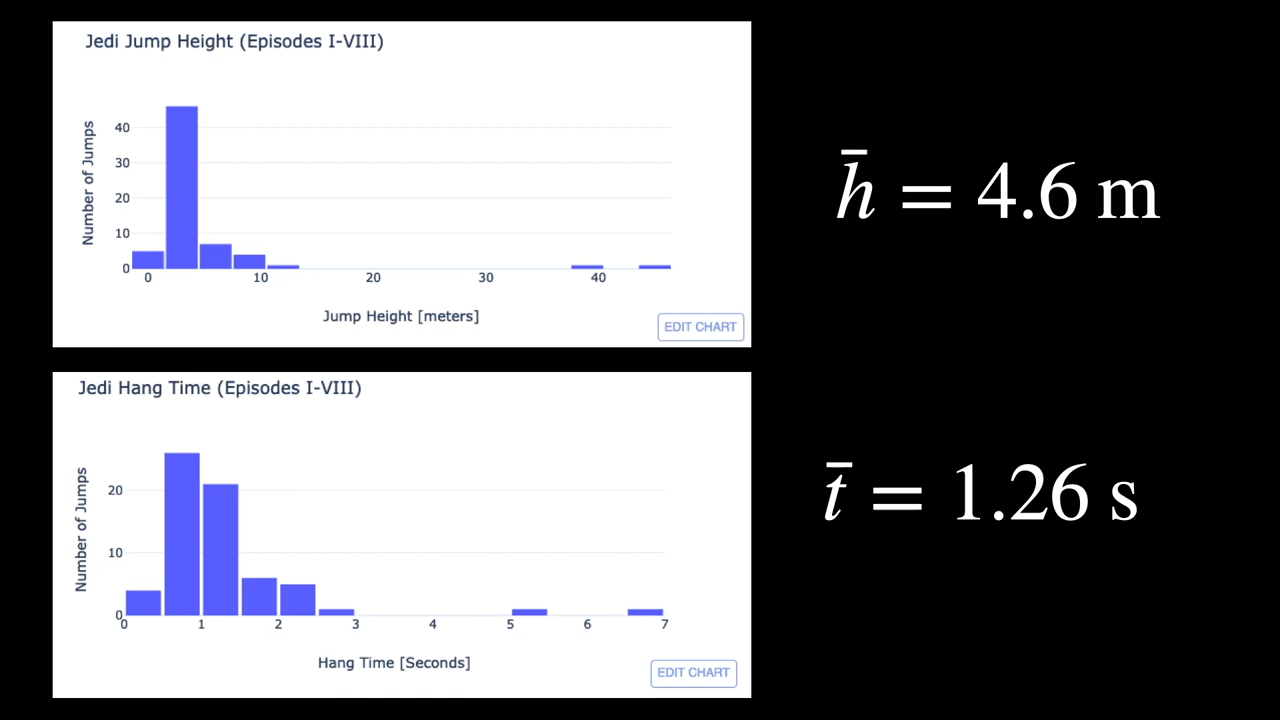 Jedi Jump Height (Episodes I-VIII)
Number of Jumps
40
30
20
10
0
0 10 20 30 40
Jump Height [meters]
EDIT CHART
h̄ = 4.6 m
Jedi Hang Time (Episodes I-VIII)
Number of Jumps
20
10
0
0 1 2 3 4 5 6 7
Hang Time [Seconds]
EDIT CHART
t̄ = 1.26 s